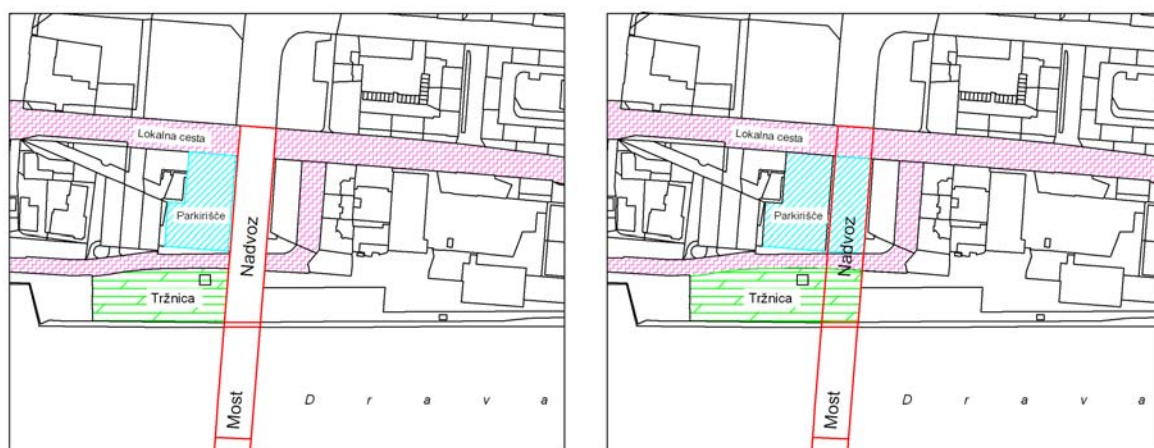 Lokalna cesta
Parkirišče
Nadvoz
Tržnica
Most
D r a v a
Lokalna cesta
Parkirišče
Nadvoz
Tržnica
Most
D r a v a